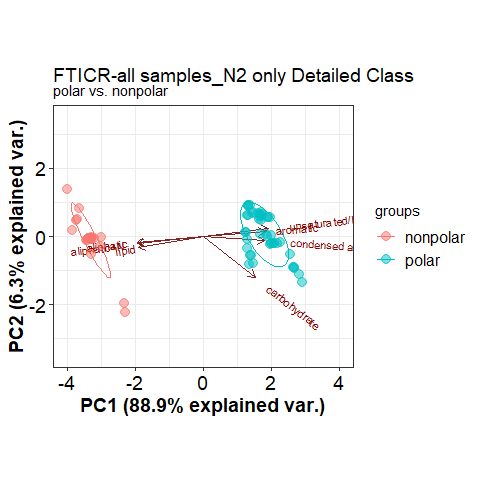 FTICR-all samples_N2 only Detailed Class
polar vs. nonpolar
PC2 (6.3% explained var.)
2
0
-2
lipid
aromatic
unsaturated/l
condensed a
carbohydrate
groups
nonpolar
polar
-4
-2
0
2
4
PC1 (88.9% explained var.)